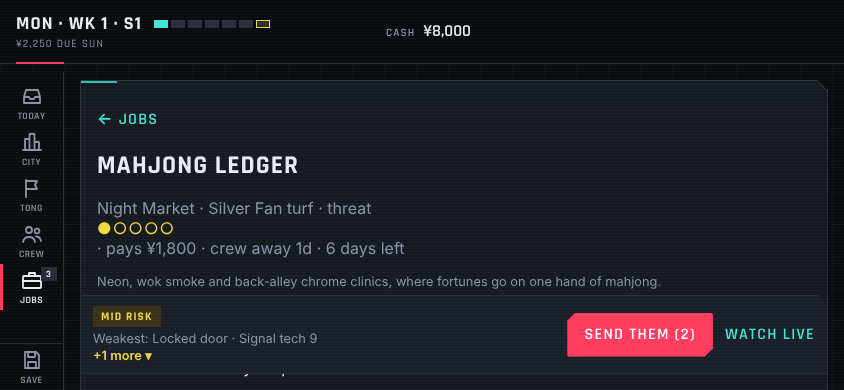 MON · WK 1 · S1
¥2,250 DUE SUN
CASH ¥8,000
TODAY
CITY
TONG
CREW
3
JOBS
SAVE
← JOBS
MAHJONG LEDGER
Night Market · Silver Fan turf · threat
· pays ¥1,800 · crew away 1d · 6 days left
Neon, wok smoke and back-alley chrome clinics, where fortunes go on one hand of mahjong.
MID RISK
Weakest: Locked door · Signal tech 9
+1 more ▾
SEND THEM (2)
WATCH LIVE